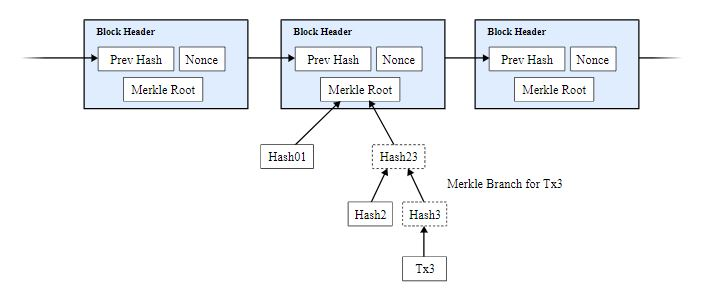 Block Header
Block Header
Block Header
Prev Hash
Nonce
Prev Hash
Nonce
Prev Hash
Nonce
Merkle Root
Merkle Root
Merkle Root
Hash01
Hash23
Merkle Branch for Tx3
Hash2
Hash3
Tx3